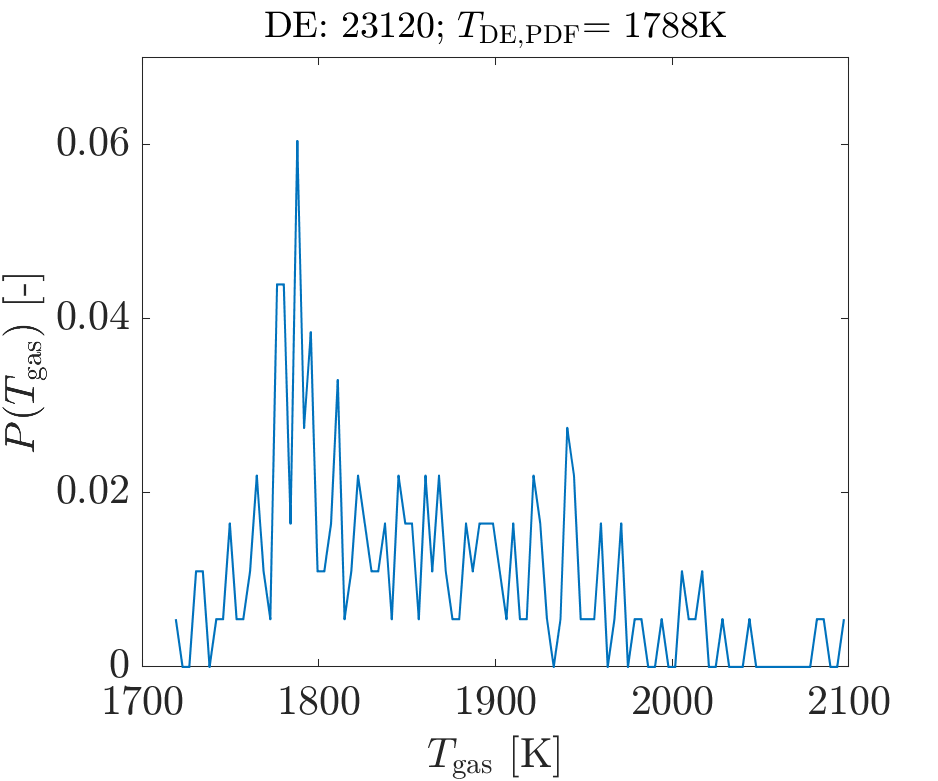 DE: 23120; T_DE,PDF= 1788K
0.06
0.04
0.02
0
P(T_gas) [-]
1700 1800 1900 2000 2100
T_gas [K]